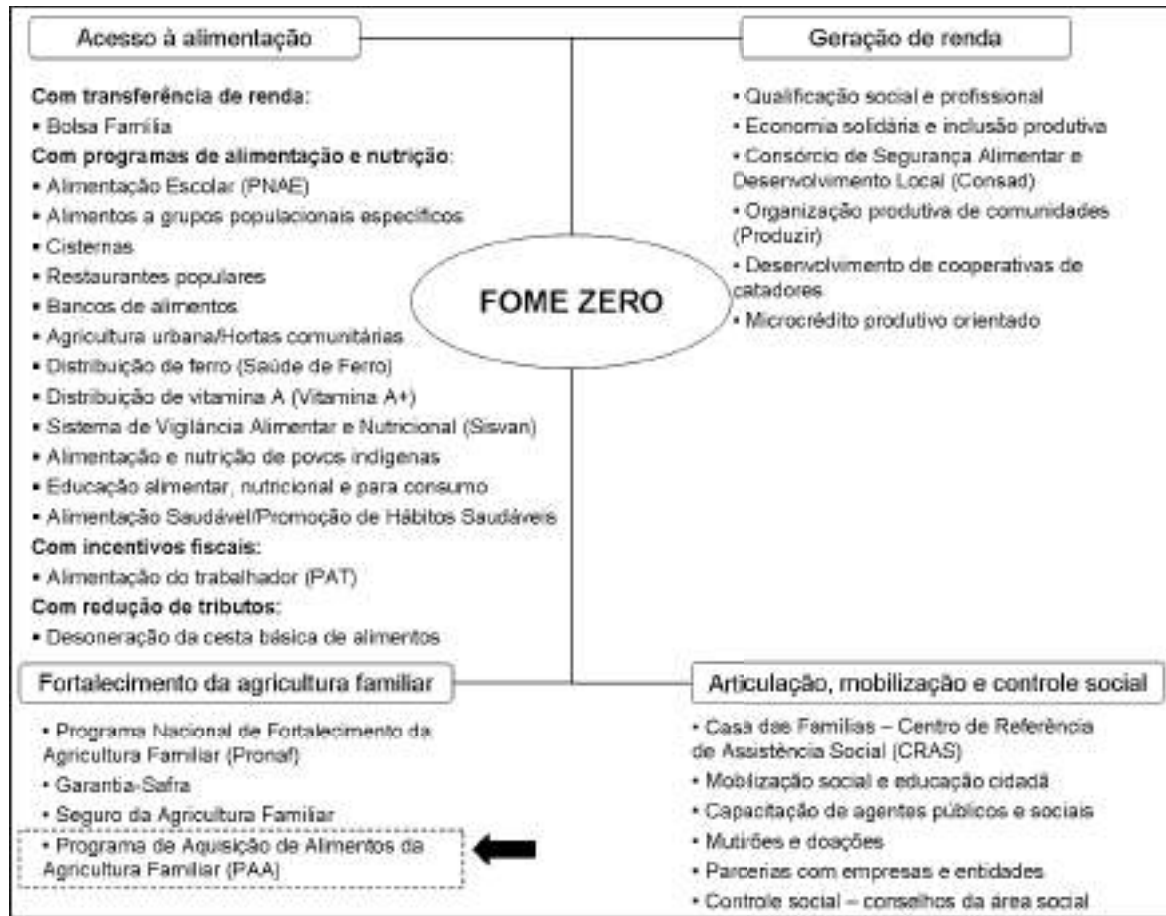 Acesso à alimentação
Com transferência de renda:
▪ Bolsa Família
Com programas de alimentação e nutrição:
▪ Alimentação Escolar (PNAE)
▪ Alimentos a grupos populacionais específicos
▪ Cisternas
▪ Restaurantes populares
▪ Bancos de alimentos
▪ Agricultura urbana/Hortas comunitárias
▪ Distribuição de ferro (Saúde de Ferro)
▪ Distribuição de vitamina A (Vitamina A+)
▪ Sistema de Vigilância Alimentar e Nutricional (Sisvan)
▪ Alimentação e nutrição de povos indígenas
▪ Educação alimentar, nutricional e para consumo
▪ Alimentação Saudável/Promoção de Hábitos Saudáveis
Com incentivos fiscais:
▪ Alimentação do trabalhador (PAT)
Com redução de tributos:
▪ Desoneração da cesta básica de alimentos
Geração de renda
▪ Qualificação social e profissional
▪ Economia solidária e inclusão produtiva
▪ Consórcio de Segurança Alimentar e
Desenvolvimento Local (Consad)
▪ Organização produtiva de comunidades
(Produzir)
▪ Desenvolvimento de cooperativas de
catadores
▪ Microcrédito produtivo orientado
FOME ZERO
Fortalecimento da agricultura familiar
▪ Programa Nacional de Fortalecimento da
Agricultura Familiar (Pronaf)
▪ Garantia-Safra
▪ Seguro da Agricultura Familiar
▪ Programa de Aquisição de Alimentos da
Agricultura Familiar (PAA)
Articulação, mobilização e controle social
▪ Casa das Famílias – Centro de Referência
de Assistência Social (CRAS)
▪ Mobilização social e educação cidadã
▪ Capacitação de agentes públicos e sociais
▪ Mutirões e doações
▪ Parcerias com empresas e entidades
▪ Controle social – conselhos da área social